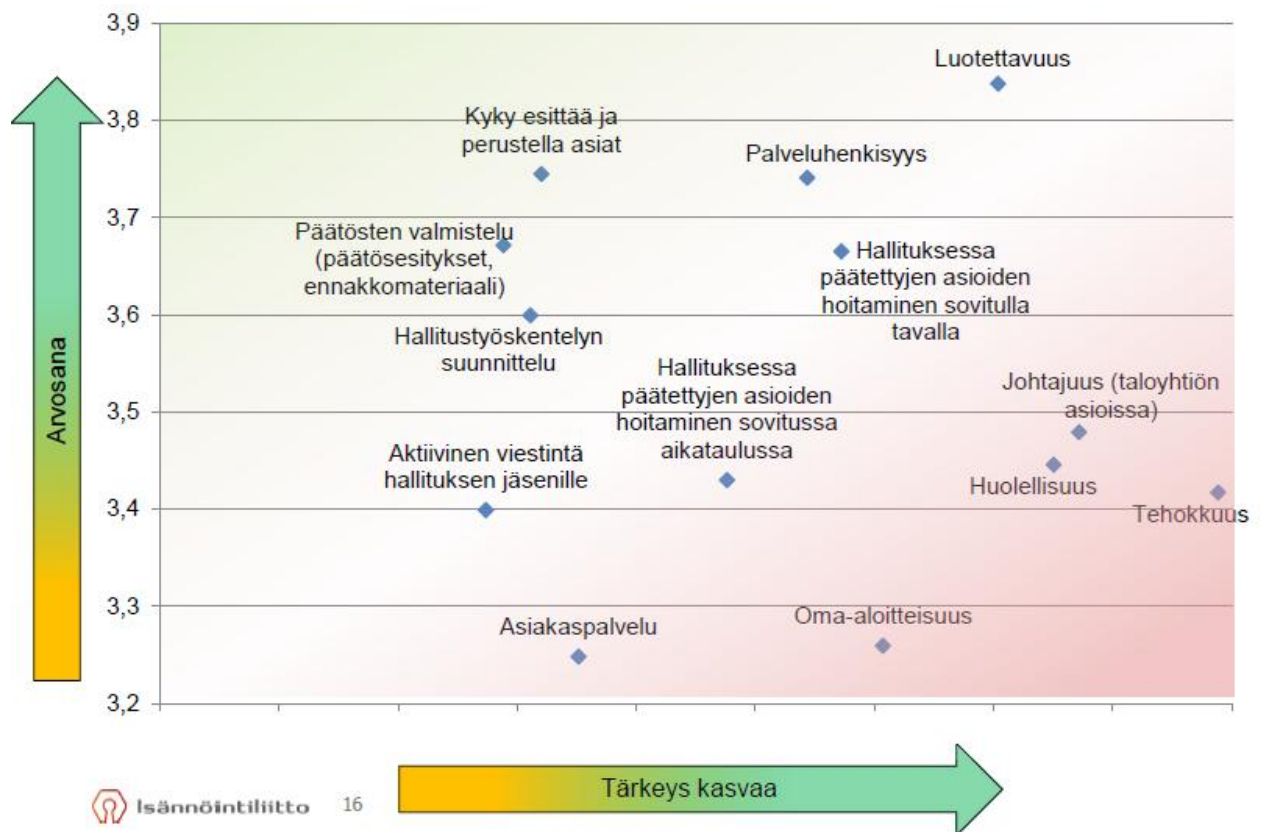 3,9
3,8
3,7
3,6
3,5
3,4
3,3
3,2
Arvosana
Luotettavuus
Kyky esittää ja
perustella asiat
Palveluhenkisyys
Päätösten valmistelu
(päätösesitykset,
ennakkomateriaali)
Hallituksessa
päätettyjen asioiden
hoitaminen sovitulla
tavalla
Hallitustyöskentelyn
suunnittelu
Hallituksessa
päätettyjen asioiden
hoitaminen sovitussa
aikataulussa
Johtajuus (taloyhtiön
asioissa)
Aktiivinen viestintä
hallituksen jäsenille
Huolellisuus
Tehokkuus
Asiakaspalvelu
Oma-aloitteisuus
Tärkeys kasvaa
Isännöintiliitto
16